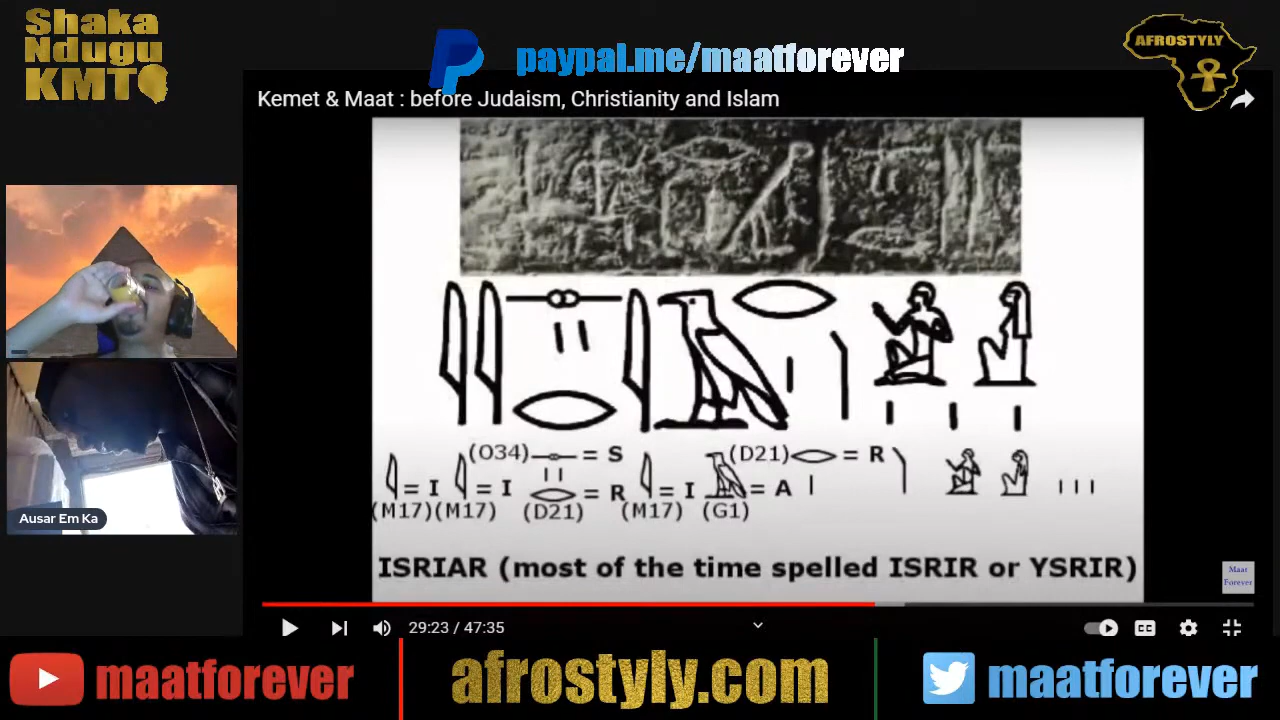 Shaka
Ndugu
KMT
paypal.me/maatforever
AFROSTYLY
Kemet & Maat : before Judaism, Christianity and Islam
(O34) = S (D21) = R
= I = I = R = I = A
(M17)(M17) (D21) (M17) (G1)
ISRIAR (most of the time spelled ISRIR or YSRIR)
Ausar Em Ka
Maat
Forever
29:23 / 47:35
CC
maatforever
afrostyly.com
maatforever